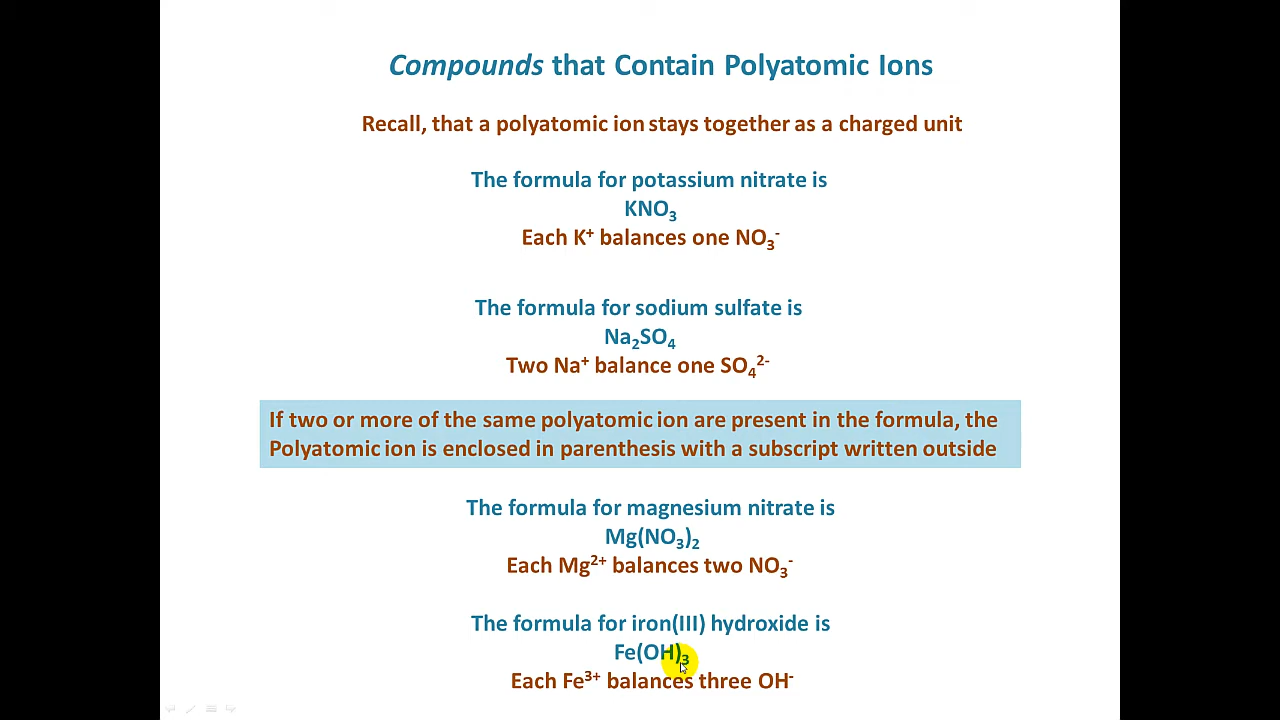 Compounds that Contain Polyatomic Ions
Recall, that a polyatomic ion stays together as a charged unit
The formula for potassium nitrate is
KNO₃
Each K⁺ balances one NO₃⁻
The formula for sodium sulfate is
Na₂SO₄
Two Na⁺ balance one SO₄²⁻
If two or more of the same polyatomic ion are present in the formula, the
Polyatomic ion is enclosed in parenthesis with a subscript written outside
The formula for magnesium nitrate is
Mg(NO₃)₂
Each Mg²⁺ balances two NO₃⁻
The formula for iron(III) hydroxide is
Fe(OH)₃
Each Fe³⁺ balances three OH⁻